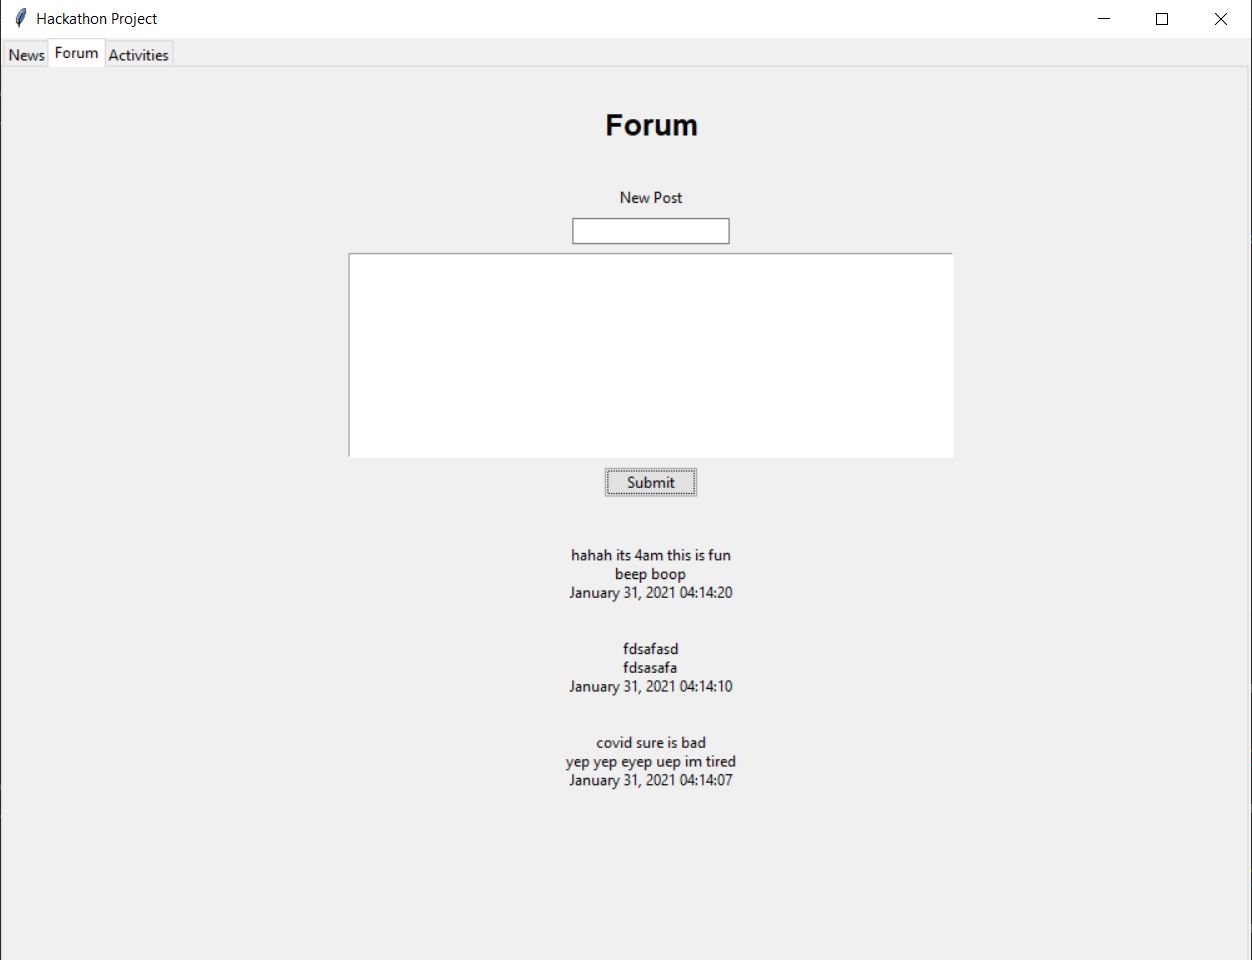 Hackathon Project
News Forum Activities
Forum
New Post
Submit
hahah its 4am this is fun
beep boop
January 31, 2021 04:14:20
fdsafasd
fdsasafa
January 31, 2021 04:14:10
covid sure is bad
yep yep eyep uep im tired
January 31, 2021 04:14:07